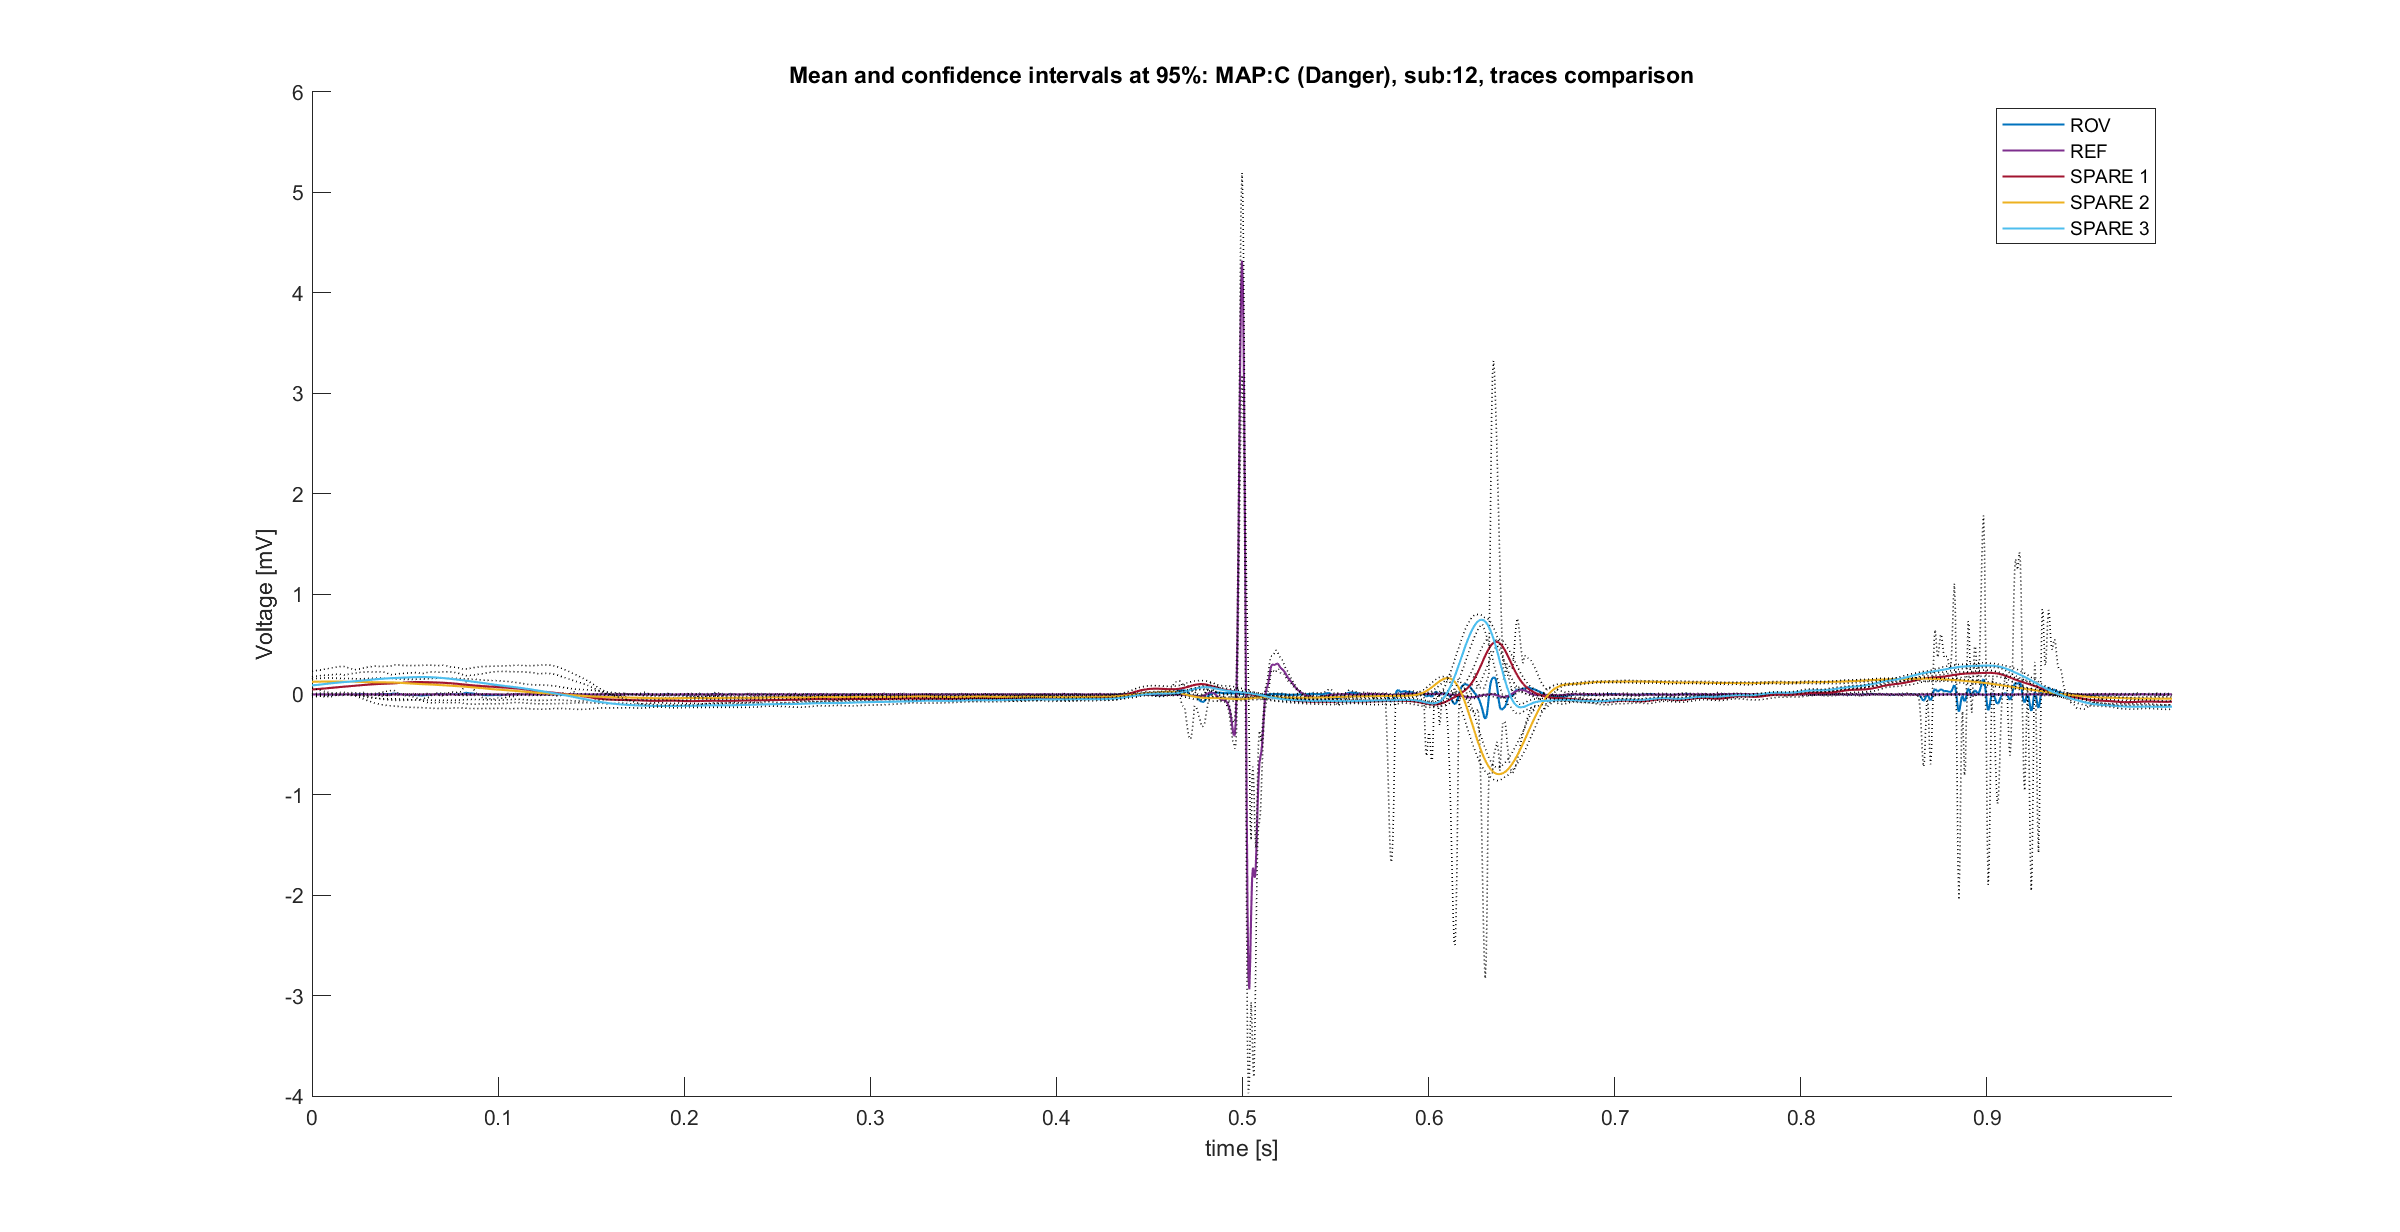 Mean and confidence intervals at 95%: MAP:C (Danger), sub:12, traces comparison
6
5
4
3
2
1
0
-1
-2
-3
-4
Voltage [mV]
ROV
REF
SPARE 1
SPARE 2
SPARE 3
0 0.1 0.2 0.3 0.4 0.5 0.6 0.7 0.8 0.9
time [s]